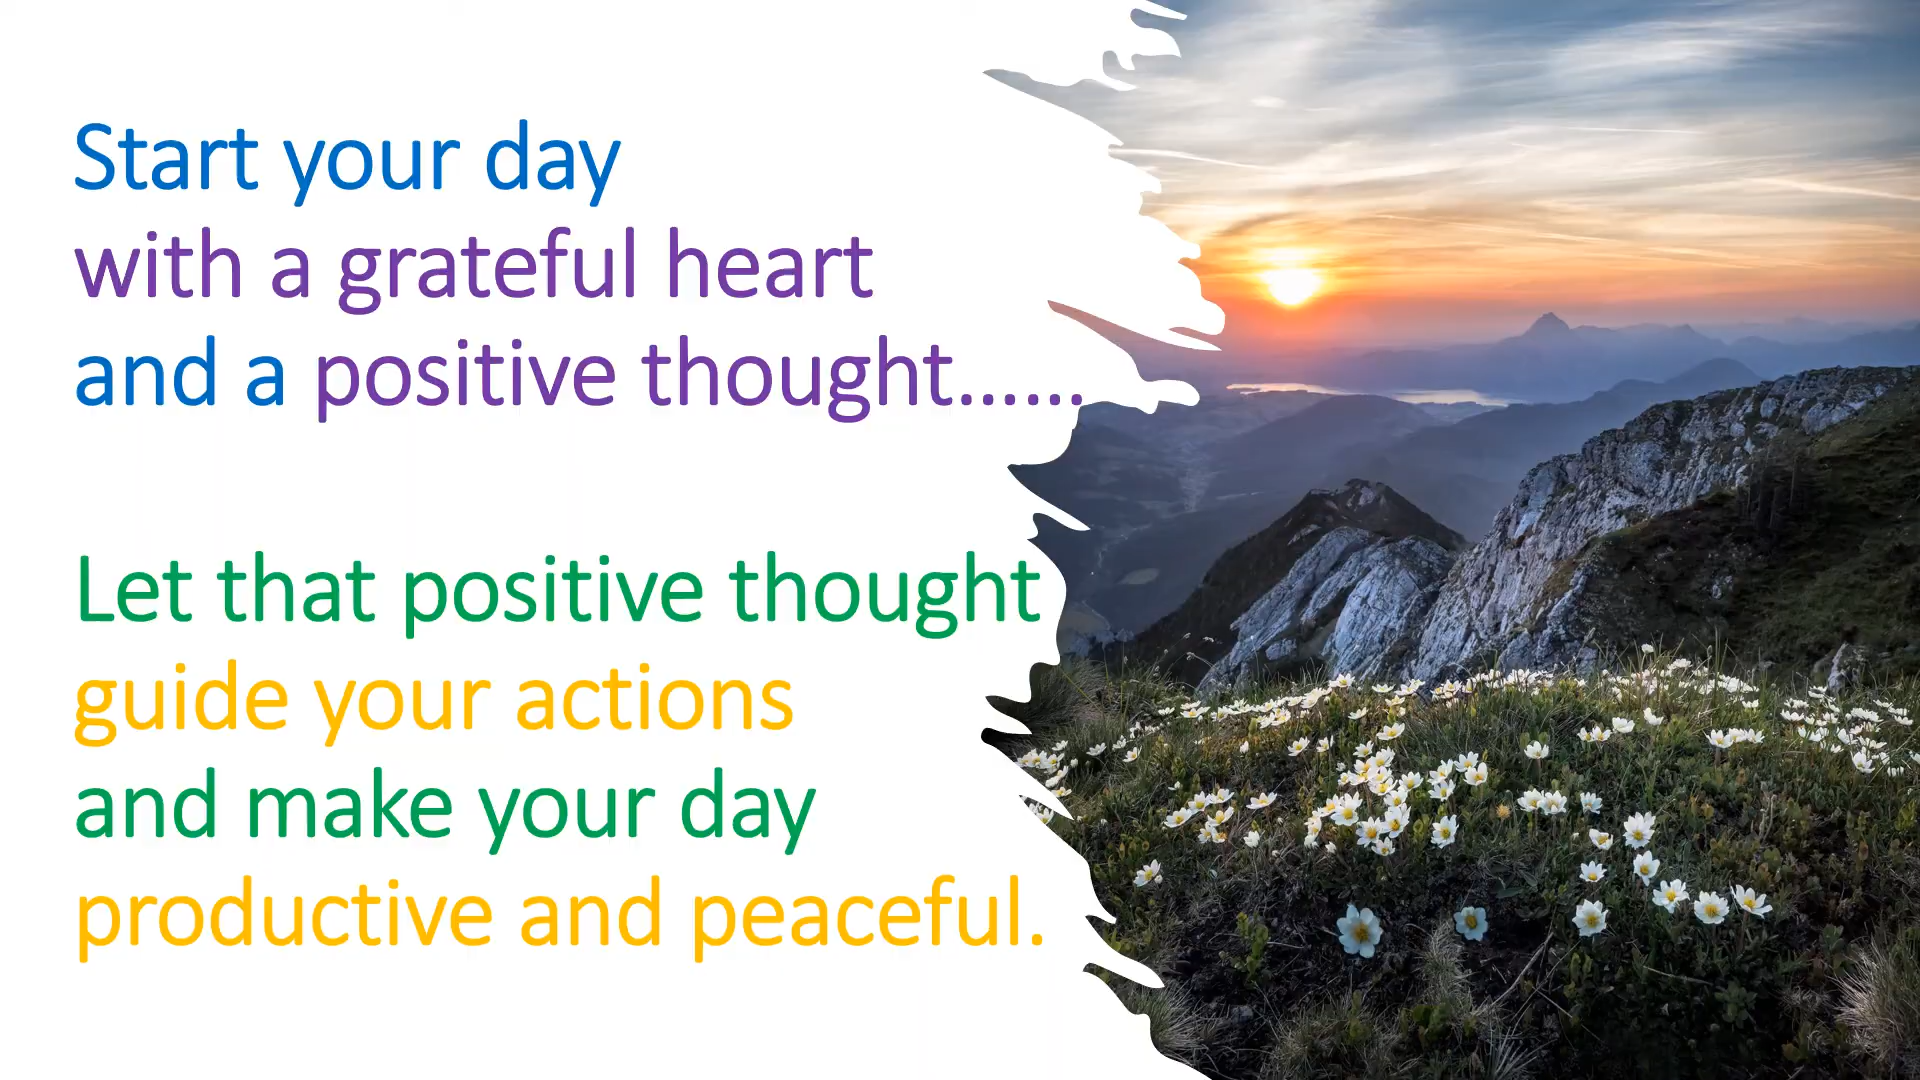 Start your day
with a grateful heart
and a positive thought......
Let that positive thought
guide your actions
and make your day
productive and peaceful.